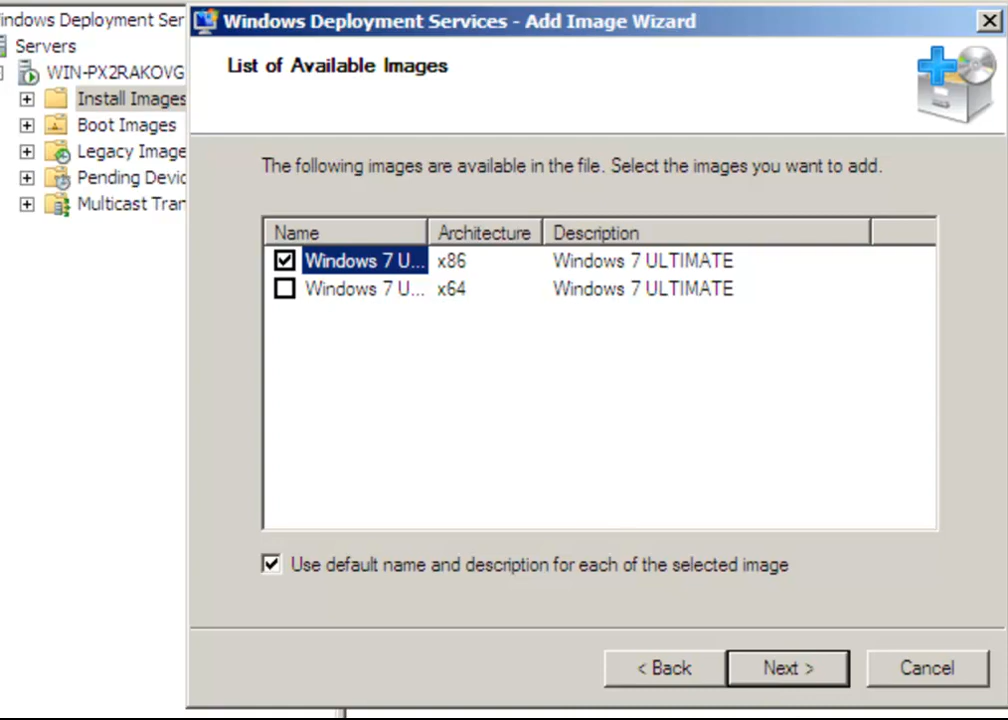 indows Deployment Ser
Windows Deployment Services - Add Image Wizard
Servers
WIN-PX2RAKOVG
Install Images
Boot Images
Legacy Image
Pending Devic
Multicast Tran
List of Available Images
The following images are available in the file. Select the images you want to add.
Name Architecture Description
Windows 7 U... x86 Windows 7 ULTIMATE
Windows 7 U... x64 Windows 7 ULTIMATE
Use default name and description for each of the selected image
< Back Next > Cancel